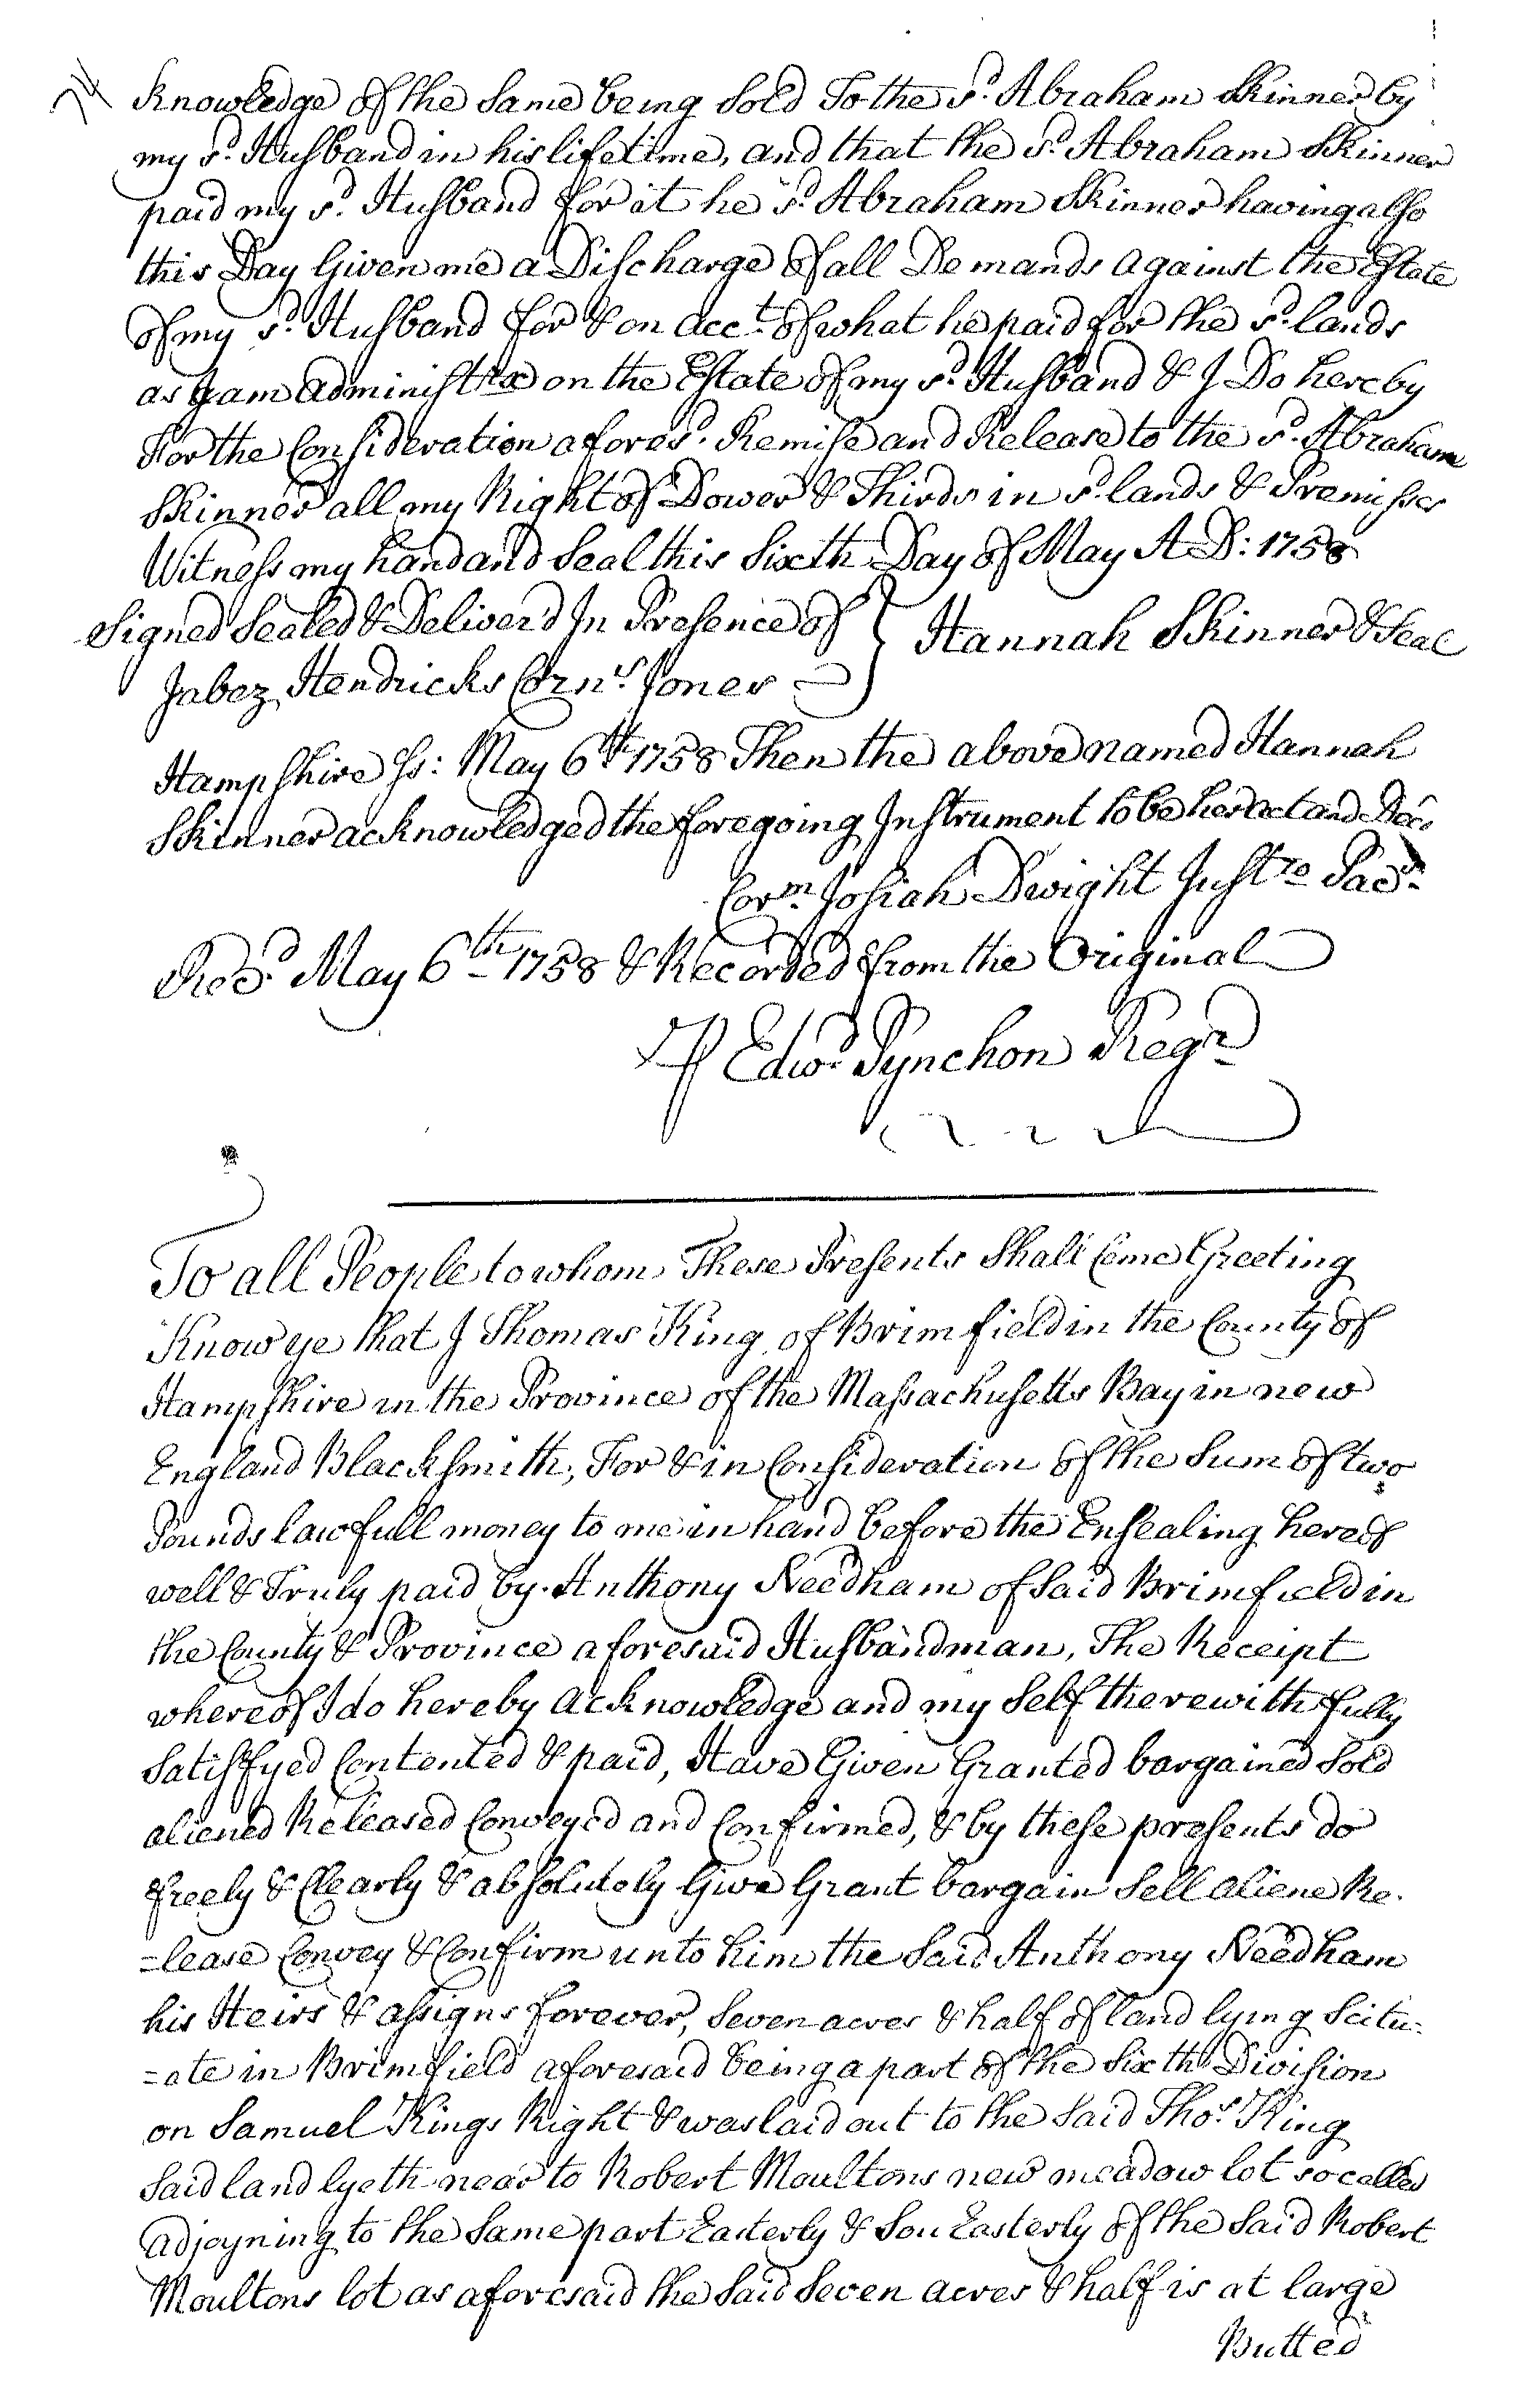 74
Knowledge of the Same being Sold To the sd. Abraham Skinner by
my sd. Husband in his lifetime, and that the sd. Abraham Skinner
paid my sd. Husband for it he sd. Abraham Skinner having also
this Day Given me a Discharge of all Demands against the Estate
of my sd. Husband for & on acct. of what he paid for the sd. lands
as I am Administrx on the Estate of my sd. Husband & I Do hereby
For the Consideration aforesd. Remise and Release to the sd. Abraham
Skinner all my Right of Dower & Thirds in sd. lands & Premisses
Witness my hand and Seal this Sixth Day of May A D: 1758
Signed Sealed & Deliverd In Presence of } Hannah Skinner & Seal
Jabez Hendricks Corns. Jones
Hampshire ss: May 6th 1758 Then the above named Hannah
Skinner acknowledged the foregoing Instrument to be her act and Deed
Corm. Josiah Dwight Justce Pacs.
Recd. May 6th 1758 & Recorded from the Original
P Edwd. Pynchon Regr
To all People to whom These Presents Shall Come Greeting
Know ye that I Thomas King of Brimfield in the County of
Hampshire in the Province of the Massachusetts Bay in new
England Blacksmith, For & in Consideration of the Sum of two
Pounds lawfull money to me in hand before the Ensealing hereof
well & Truly paid by Anthony Needham of Said Brimfield in
the County & Province aforesaid Husbandman, The Receipt
whereof I do hereby acknowledge and my Self therewith fully
Satisfyed Contented & paid, Have Given Granted bargained Sold
aliened Released Conveyed and Confirmed, & by these presents do
freely & Clearly & absolutely Give Grant bargain Sell aliene Re-
=lease Convey & Confirm unto him the Said Anthony Needham
his Heirs & assigns forever, Seven acres & half of land lying Scitu-
=ate in Brimfield aforesaid being a part of the Sixth Division
on Samuel Kings Right & was laid out to the Said Thos. King
Said land lyeth near to Robert Moultons new meadow lot so called
adjoyning to the Same part Easterly & Sou Easterly of the Said Robert
Moultons lot as aforesaid the Said Seven acres & half is at large
Butted